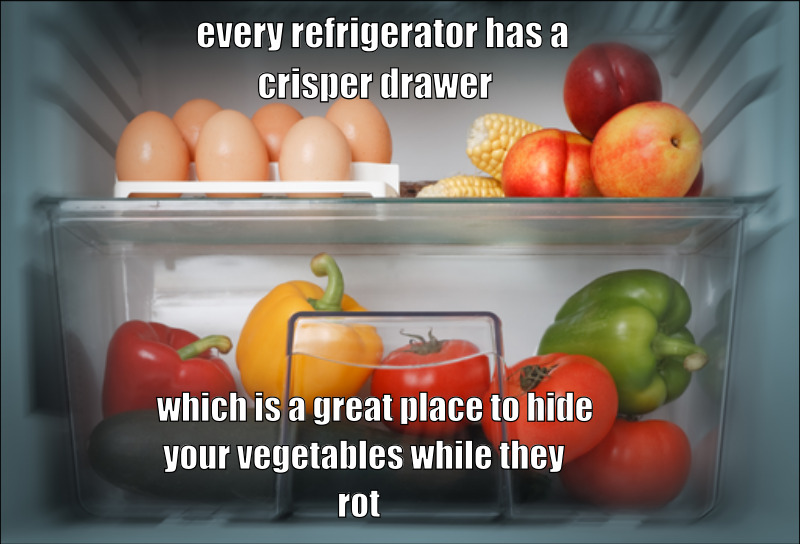 every refrigerator has a
crisper drawer
which is a great place to hide
your vegetables while they
rot